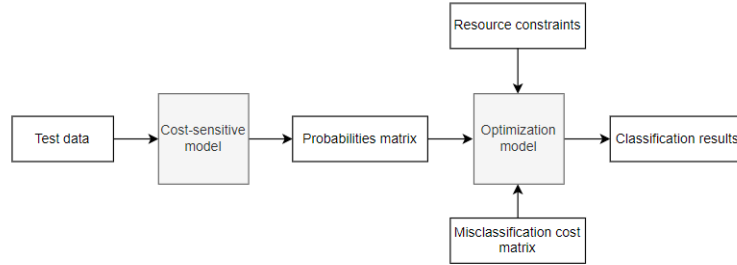 Resource constraints
Test data
Cost-sensitive
model
Probabilities matrix
Optimization
model
Classification results
Misclassification cost
matrix